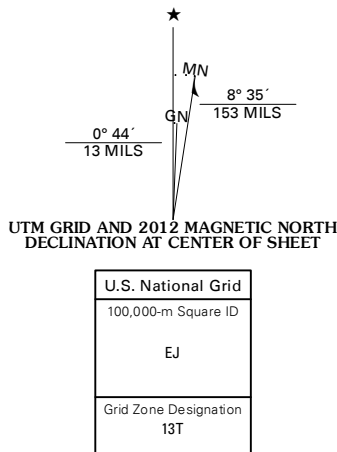 ★
MN
GN
8° 35´
153 MILS
0° 44´
13 MILS
UTM GRID AND 2012 MAGNETIC NORTH
DECLINATION AT CENTER OF SHEET
U.S. National Grid
100,000-m Square ID
EJ
Grid Zone Designation
13T